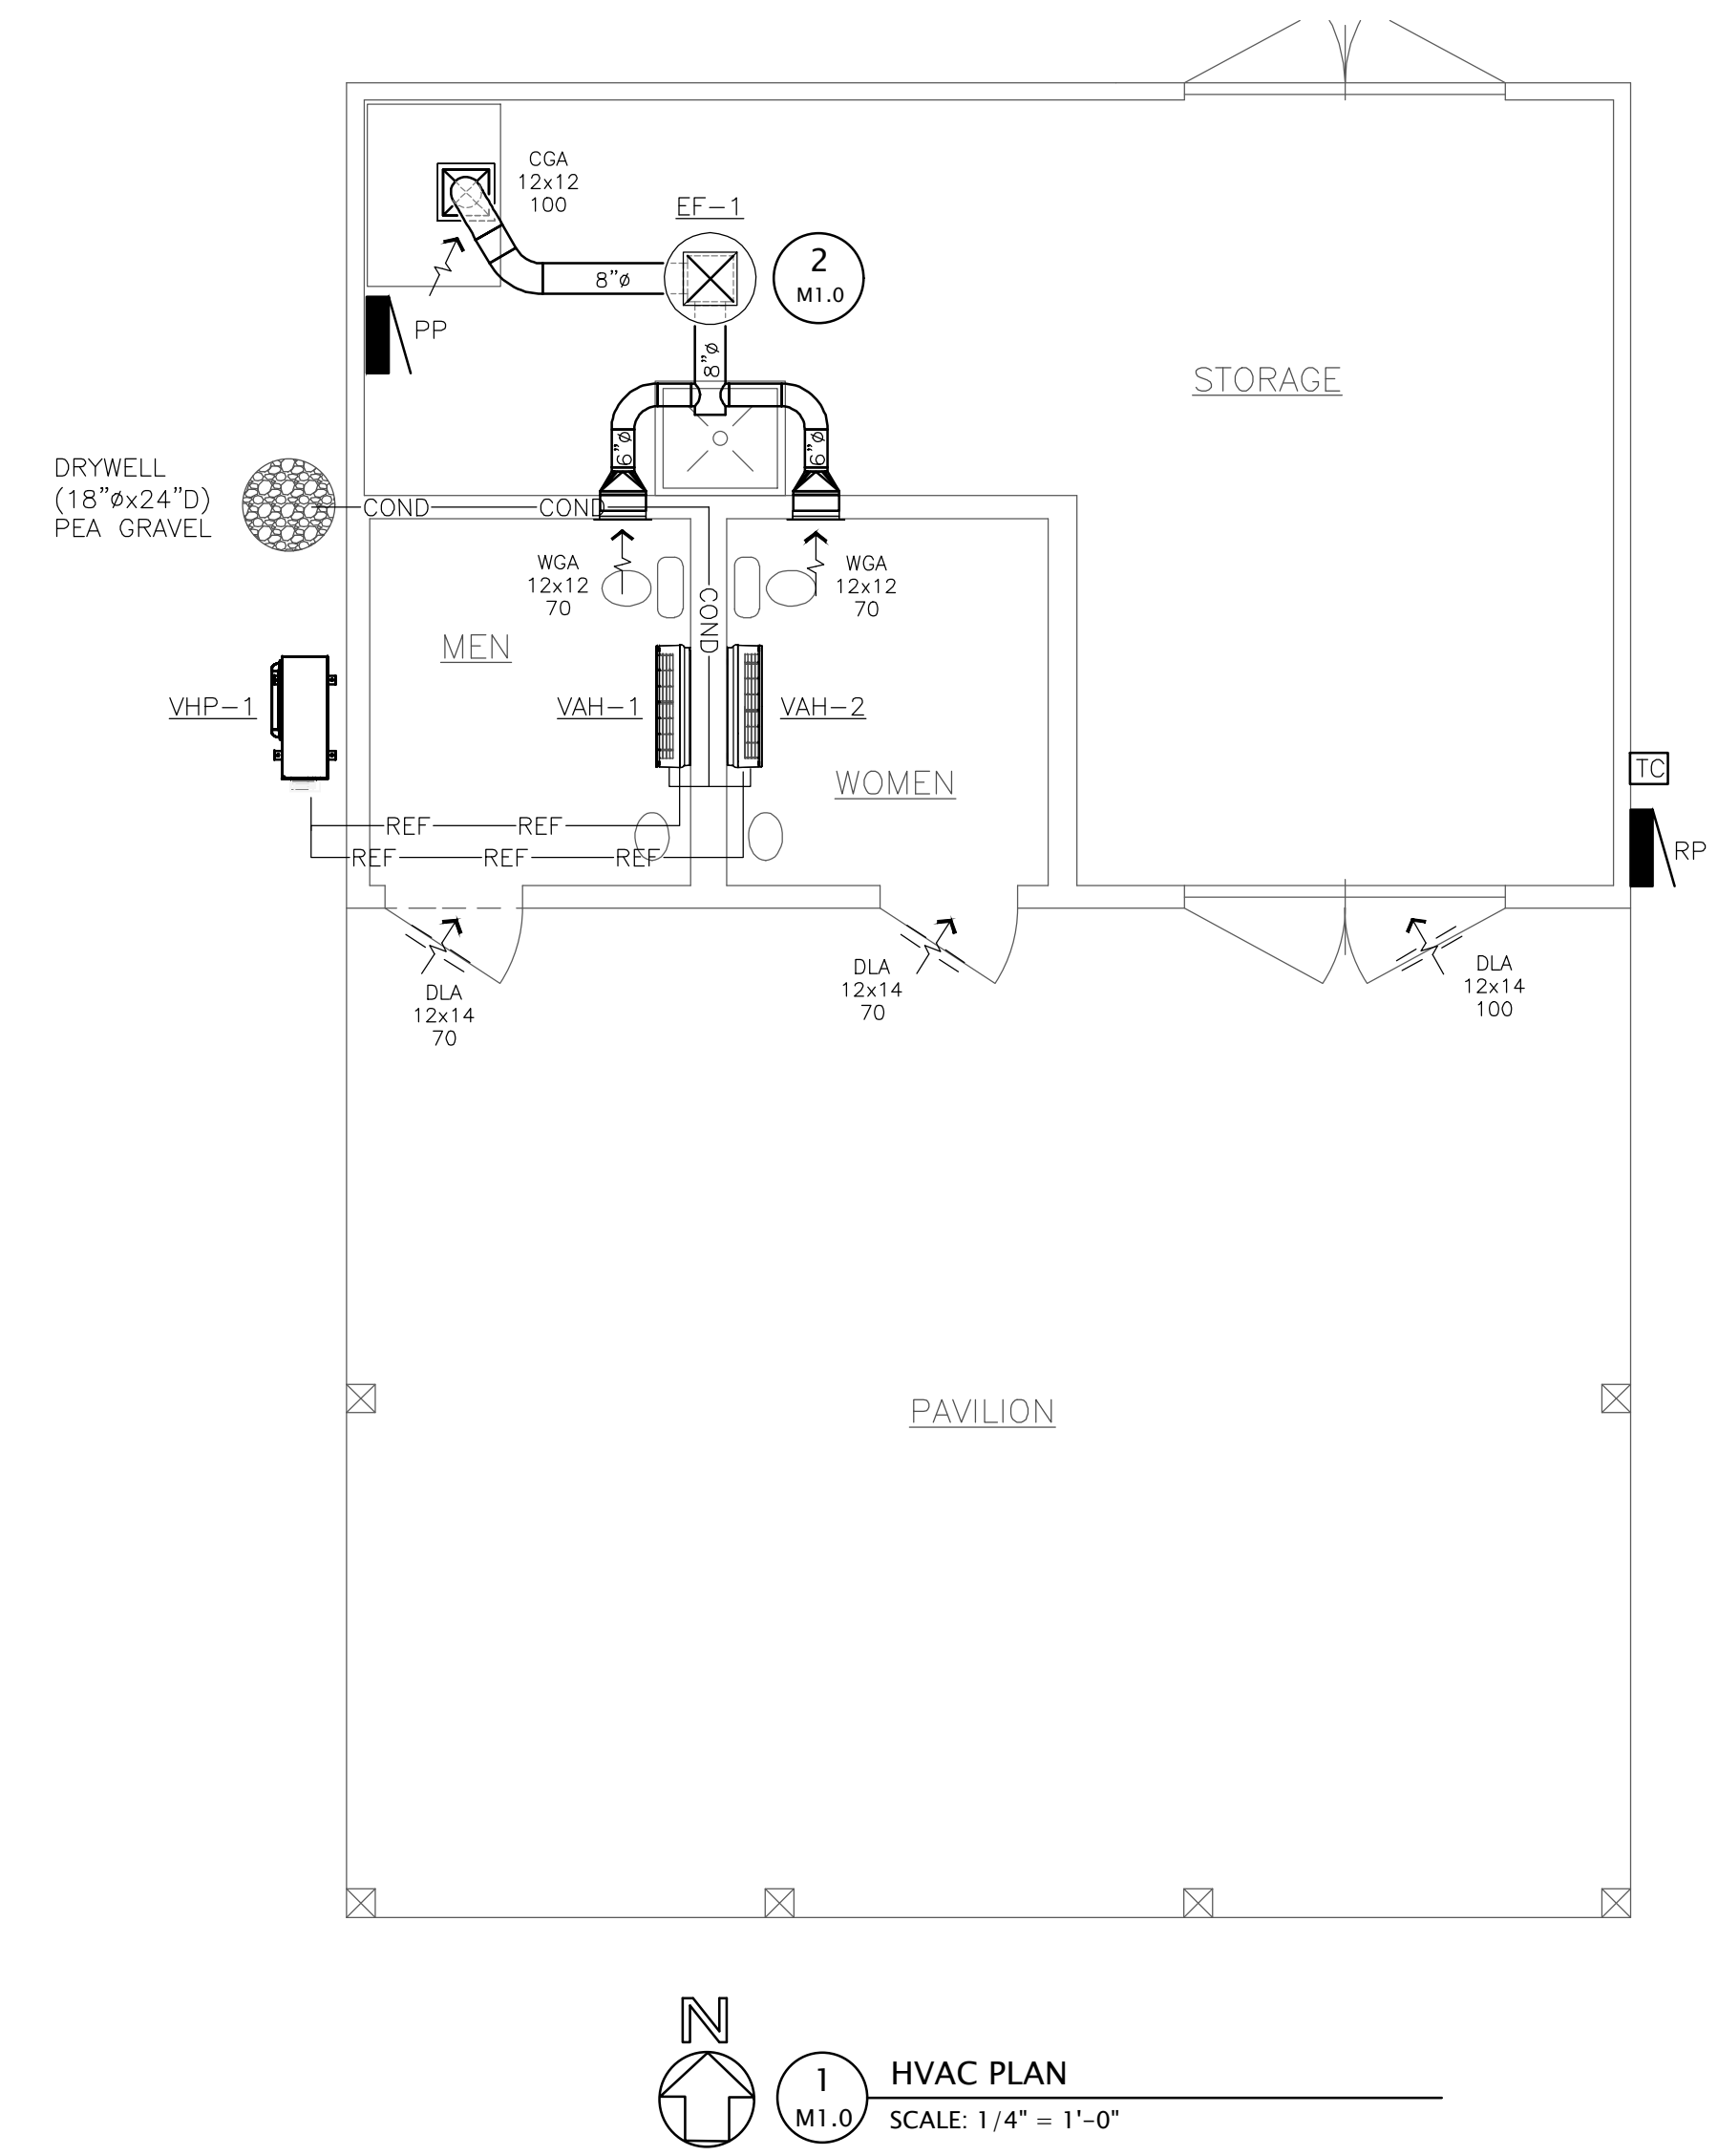 CGA
12x12
100
EF-1
2
M1.0
8"ø
PP
8"ø
STORAGE
6"ø
6"ø
DRYWELL
(18"øx24"D)
PEA GRAVEL
COND
COND
WGA
12x12
70
WGA
12x12
70
COND
MEN
VHP-1
VAH-1
VAH-2
WOMEN
TC
REF
REF
REF
REF
REF
RP
DLA
12x14
70
DLA
12x14
70
DLA
12x14
100
PAVILION
N
1
M1.0
HVAC PLAN
SCALE: 1/4" = 1'-0"